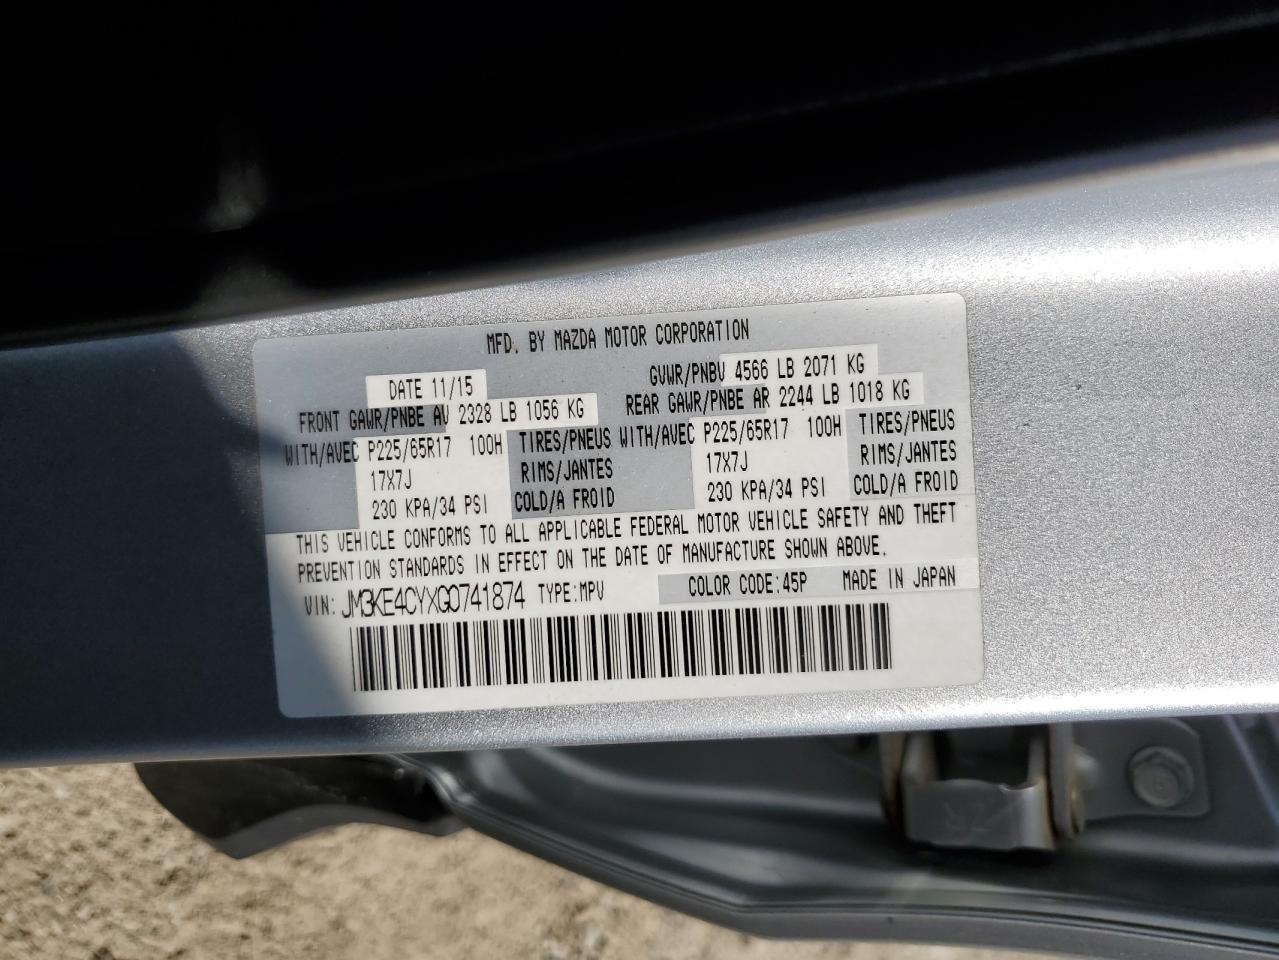 MFD. BY MAZDA MOTOR CORPORATION
DATE 11/15 GVWR/PNBV 4566 LB 2071 KG
FRONT GAWR/PNBE AV 2328 LB 1056 KG REAR GAWR/PNBE AR 2244 LB 1018 KG
WITH/AVEC P225/65R17 100H TIRES/PNEUS WITH/AVEC P225/65R17 100H TIRES/PNEUS
17X7J RIMS/JANTES 17X7J RIMS/JANTES
230 KPA/34 PSI COLD/A FROID 230 KPA/34 PSI COLD/A FROID
THIS VEHICLE CONFORMS TO ALL APPLICABLE FEDERAL MOTOR VEHICLE SAFETY AND THEFT
PREVENTION STANDARDS IN EFFECT ON THE DATE OF MANUFACTURE SHOWN ABOVE.
VIN: JM3KE4CYXG0741874 TYPE:MPV COLOR CODE:45P MADE IN JAPAN